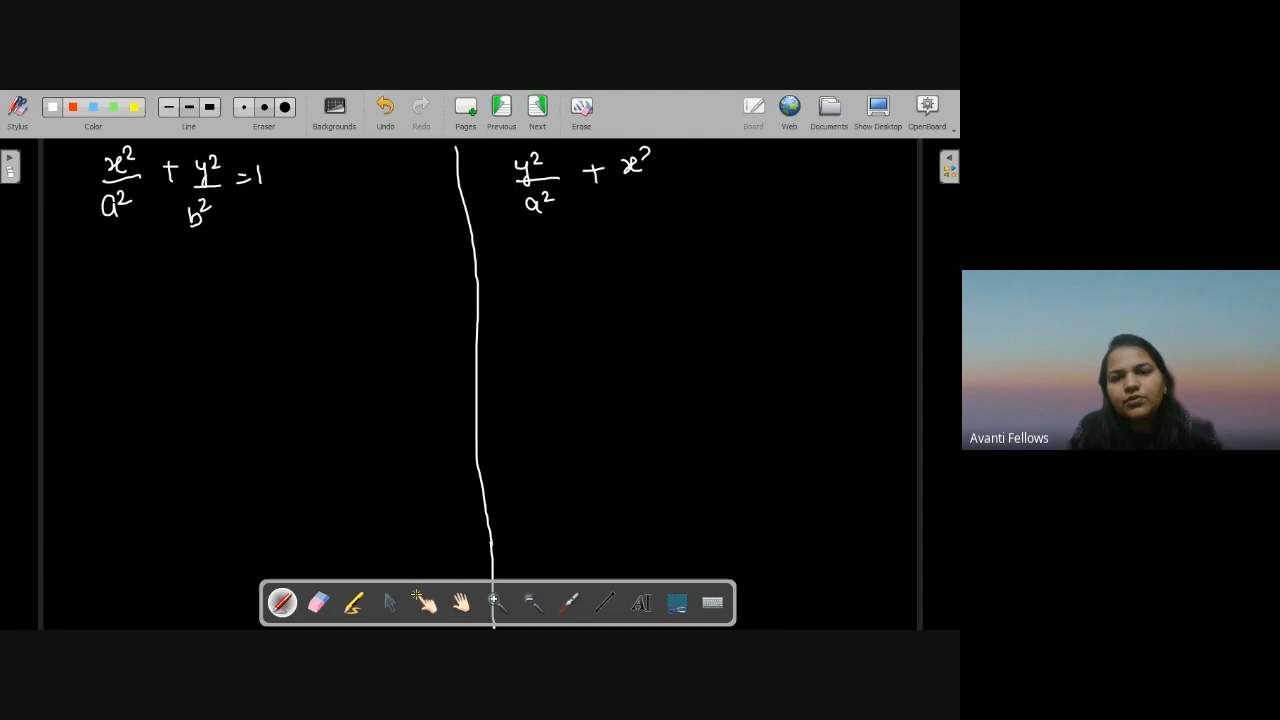 Stylus
Color
Line
Eraser
Backgrounds
Undo
Redo
Pages
Previous
Next
Erase
Board
Web
Documents
Show Desktop
OpenBoard
x²/a² + y²/b² = 1
y²/a² + x²
AI
Avanti Fellows